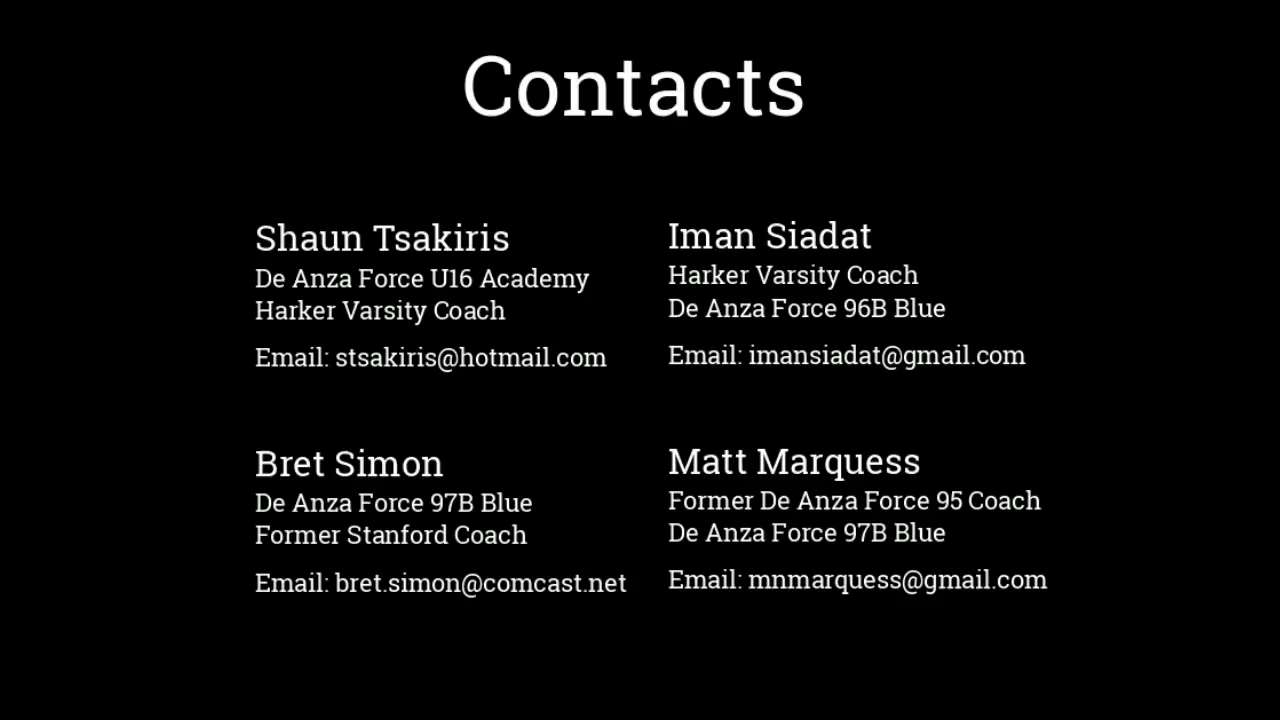 Contacts
Shaun Tsakiris
De Anza Force U16 Academy
Harker Varsity Coach
Email: stsakiris@hotmail.com
Iman Siadat
Harker Varsity Coach
De Anza Force 96B Blue
Email: imansiadat@gmail.com
Bret Simon
De Anza Force 97B Blue
Former Stanford Coach
Email: bret.simon@comcast.net
Matt Marquess
Former De Anza Force 95 Coach
De Anza Force 97B Blue
Email: mnmarquess@gmail.com